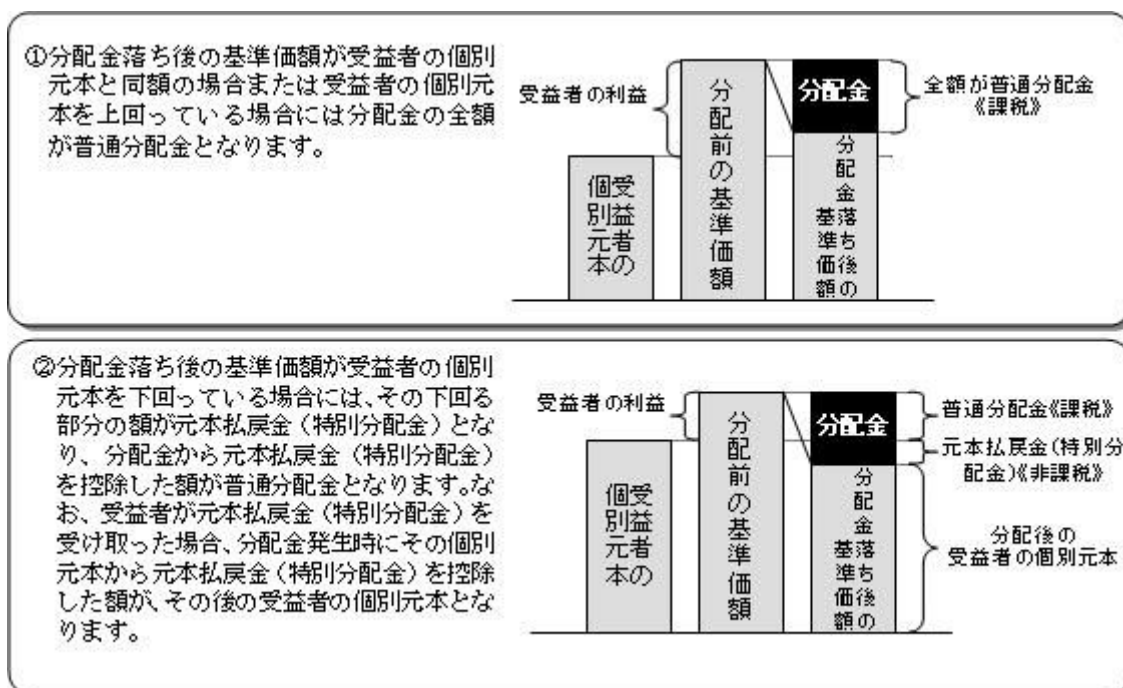 ①分配金落ち後の基準価額が受益者の個別
元本と同額の場合または受益者の個別元
本を上回っている場合には分配金の全額
が普通分配金となります。
受益者の利益
受益者の
個別元本
分配前の基準価額
分配金
分配金落ち後の
基準価額
全額が普通分配金
《課税》
②分配金落ち後の基準価額が受益者の個別
元本を下回っている場合には、その下回る
部分の額が元本払戻金(特別分配金)とな
り、分配金から元本払戻金(特別分配金)
を控除した額が普通分配金となります。な
お、受益者が元本払戻金(特別分配金)を
受け取った場合、分配金発生時にその個別
元本から元本払戻金(特別分配金)を控除
した額が、その後の受益者の個別元本とな
ります。
受益者の利益
受益者の
個別元本
分配前の基準価額
分配金
分配金落ち後の
基準価額
普通分配金《課税》
元本払戻金(特別分
配金)《非課税》
分配後の
受益者の個別元本